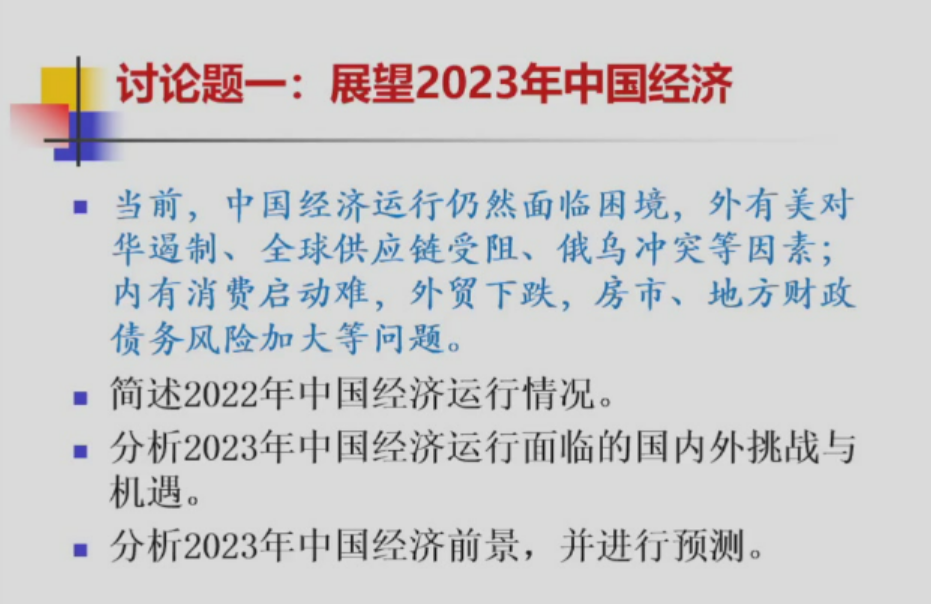 讨论题一：展望2023年中国经济
当前，中国经济运行仍然面临困境，外有美对
华遏制、全球供应链受阻、俄乌冲突等因素；
内有消费启动难，外贸下跌，房市、地方财政
债务风险加大等问题。
简述2022年中国经济运行情况。
分析2023年中国经济运行面临的国内外挑战与
机遇。
分析2023年中国经济前景，并进行预测。